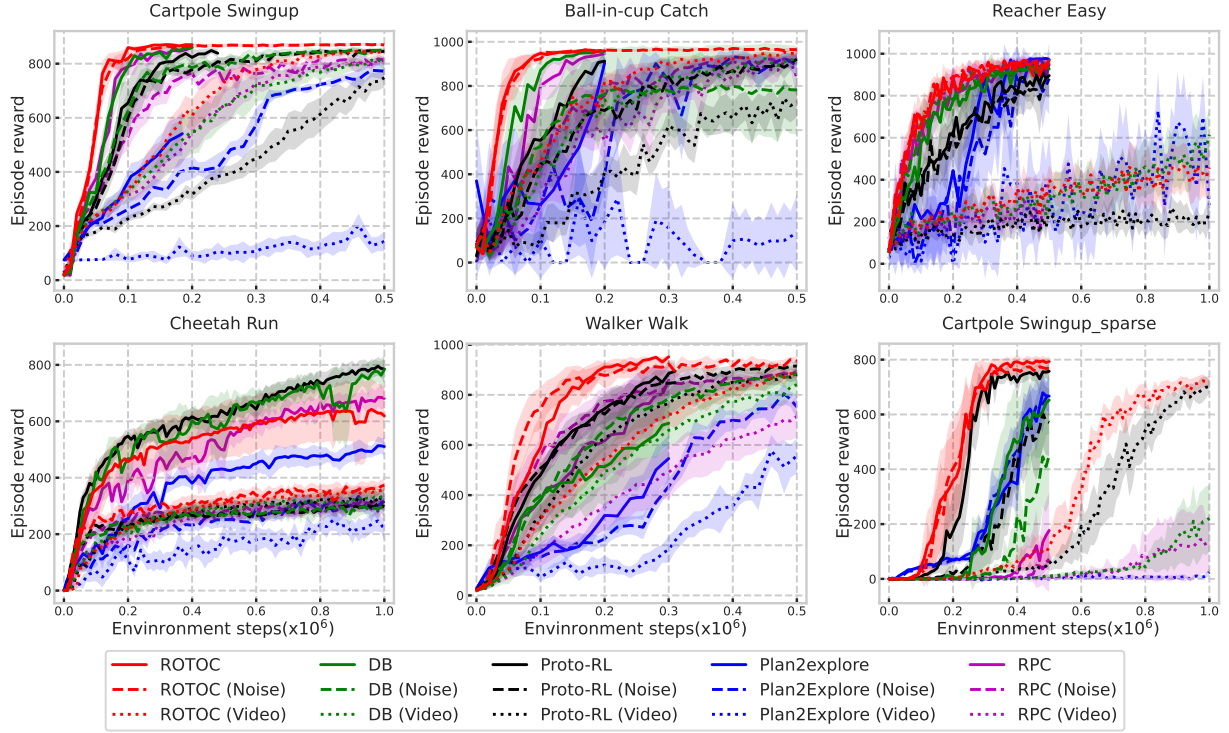 Cartpole Swingup
Ball-in-cup Catch
Reacher Easy
Episode reward
800
600
400
200
0
0.0 0.1 0.2 0.3 0.4 0.5
Episode reward
1000
800
600
400
200
0
0.0 0.1 0.2 0.3 0.4 0.5
Episode reward
1000
800
600
400
200
0
0.0 0.2 0.4 0.6 0.8 1.0
Cheetah Run
Walker Walk
Cartpole Swingup_sparse
Episode reward
800
600
400
200
0
0.0 0.2 0.4 0.6 0.8 1.0
Envinronment steps(x10⁶)
Episode reward
1000
800
600
400
200
0
0.0 0.1 0.2 0.3 0.4 0.5
Envinronment steps(x10⁶)
Episode reward
800
600
400
200
0
0.0 0.2 0.4 0.6 0.8 1.0
Envinronment steps(x10⁶)
ROTOC DB Proto-RL Plan2explore RPC
ROTOC (Noise) DB (Noise) Proto-RL (Noise) Plan2Explore (Noise) RPC (Noise)
ROTOC (Video) DB (Video) Proto-RL (Video) Plan2Explore (Video) RPC (Video)